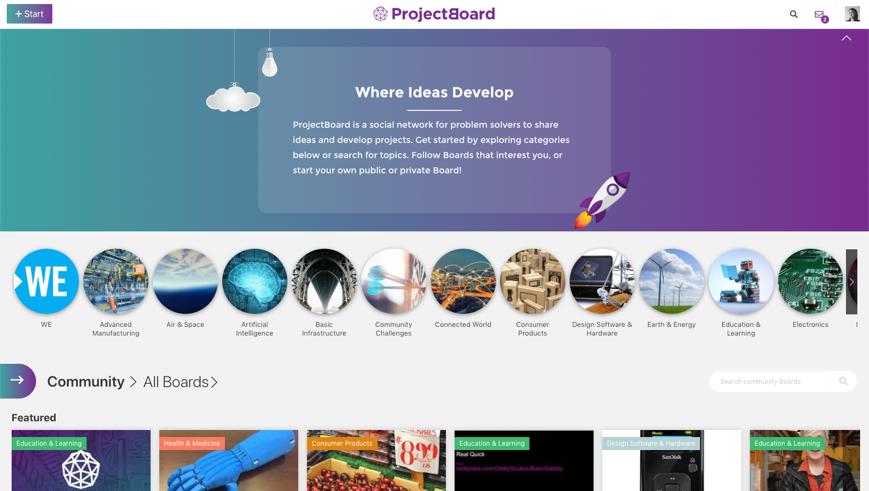 + Start
ProjectBoard
2
Where Ideas Develop
ProjectBoard is a social network for problem solvers to share
ideas and develop projects. Get started by exploring categories
below or search for topics. Follow Boards that interest you, or
start your own public or private Board!
WE
WE
Advanced
Manufacturing
Air & Space
Artificial
Intelligence
Basic
Infrastructure
Community
Challenges
Connected World
Consumer
Products
Design Software &
Hardware
Earth & Energy
Education &
Learning
Electronics
Community > All Boards >
Search community Boards
Featured
Education & Learning
Health & Medicine
Consumer Products
8.99
Education & Learning
Real Quick
Design Software & Hardware
SanDisk
Education & Learning